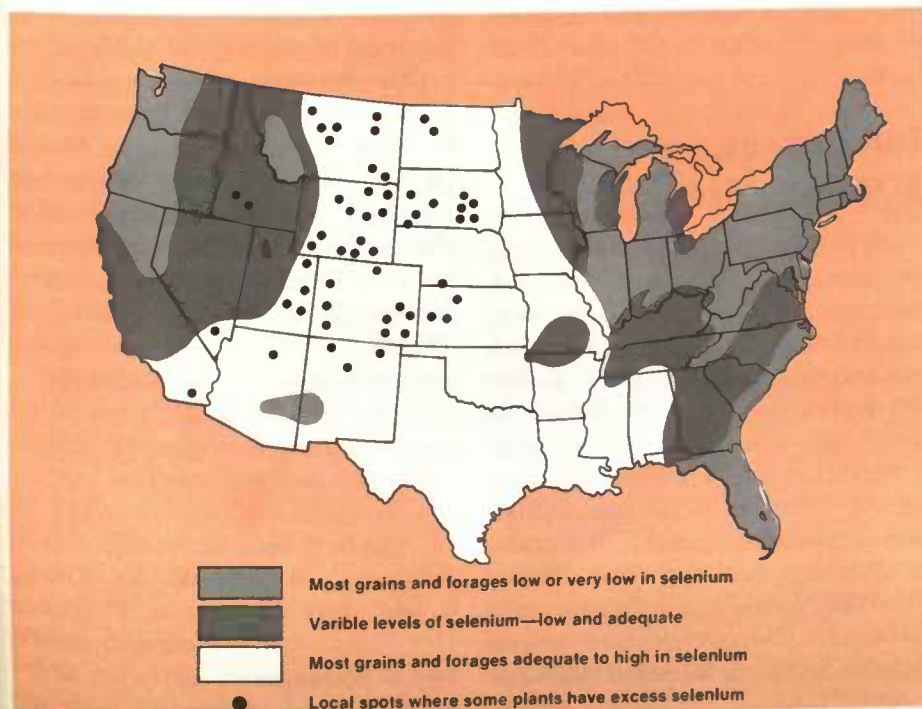 Most grains and forages low or very low in selenium
Varible levels of selenium—low and adequate
Most grains and forages adequate to high in selenium
Local spots where some plants have excess selenium